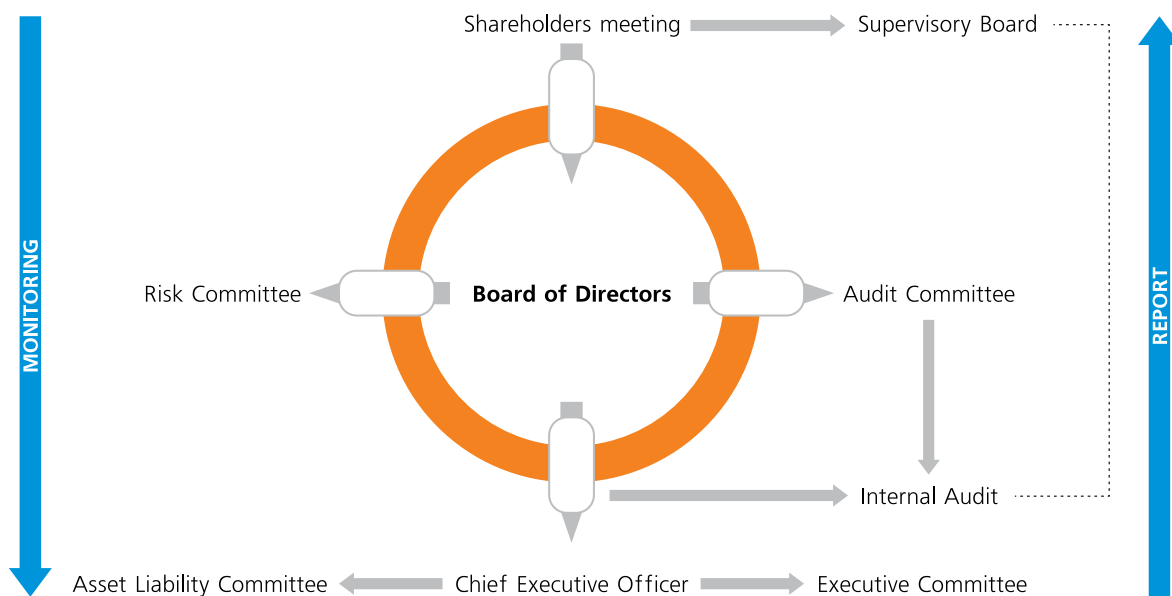 Shareholders meeting
Supervisory Board
MONITORING
REPORT
Risk Committee
Board of Directors
Audit Committee
Internal Audit
Asset Liability Committee
Chief Executive Officer
Executive Committee